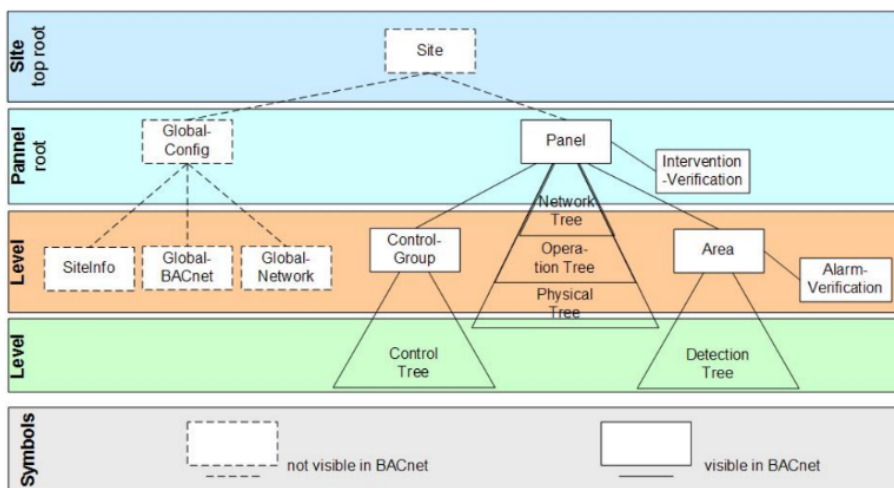 Site
top root
Site
Pannel
root
Global-
Config
Panel
Intervention
-Verification
Level
SiteInfo
Global-
BACnet
Global-
Network
Control-
Group
Network
Tree
Opera-
tion Tree
Physical
Tree
Area
Alarm-
Verification
Level
Control
Tree
Detection
Tree
Symbols
not visible in BACnet
visible in BACnet